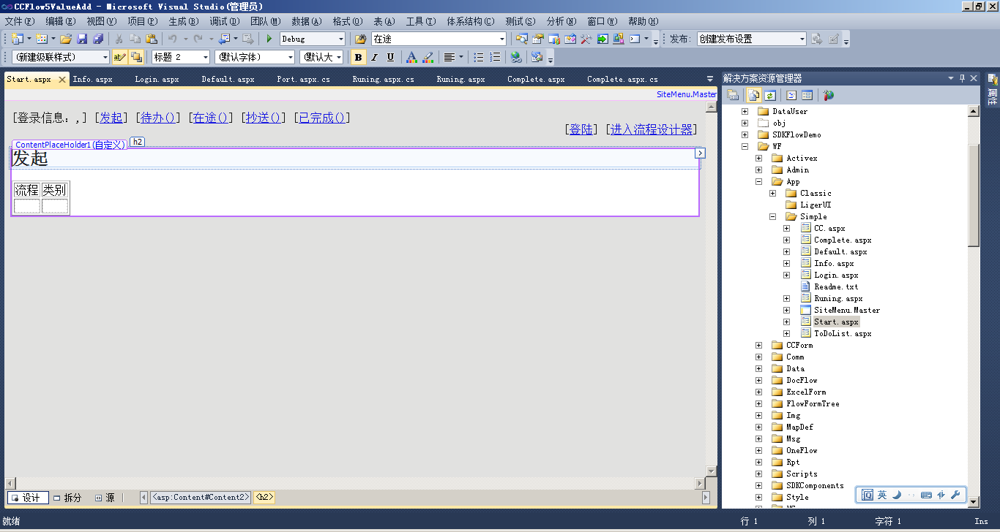 CCFlow5ValueAdd - Microsoft Visual Studio(管理员)
文件(F) 编辑(E) 视图(V) 项目(P) 生成(B) 调试(D) 团队(M) 数据(A) 格式(O) 表(A) 工具(T) 体系结构(C) 测试(S) 分析(N) 窗口(W) 帮助(H)
Debug 在途 发布: 创建发布设置
(新建级联样式) 标题 2 (默认字体) (默认大 B I U A
Start.aspx Info.aspx Login.aspx Default.aspx Port.aspx.cs Runing.aspx.cs Runing.aspx Complete.aspx Complete.aspx.cs
SiteMenu.Master
[登录信息: ,] [发起] [待办()] [在途()] [抄送()] [已完成()]
[登陆] [进入流程设计器]
ContentPlaceHolder1(自定义) h2
发起
流程 类别
设计 拆分 源 <asp:Content#Content2> <h2>
解决方案资源管理器
DataUser
obj
SDKFlowDemo
WF
Activex
Admin
App
Classic
LigerUI
Simple
CC.aspx
Complete.aspx
Default.aspx
Info.aspx
Login.aspx
Readme.txt
Runing.aspx
SiteMenu.Master
Start.aspx
ToDoList.aspx
CCForm
Comm
Data
DocFlow
ExcelForm
FlowFormTree
Img
MapDef
Msg
OneFlow
Rpt
Scripts
SDKComponents
Style
英
就绪 行 1 列 1 字符 1 Ins